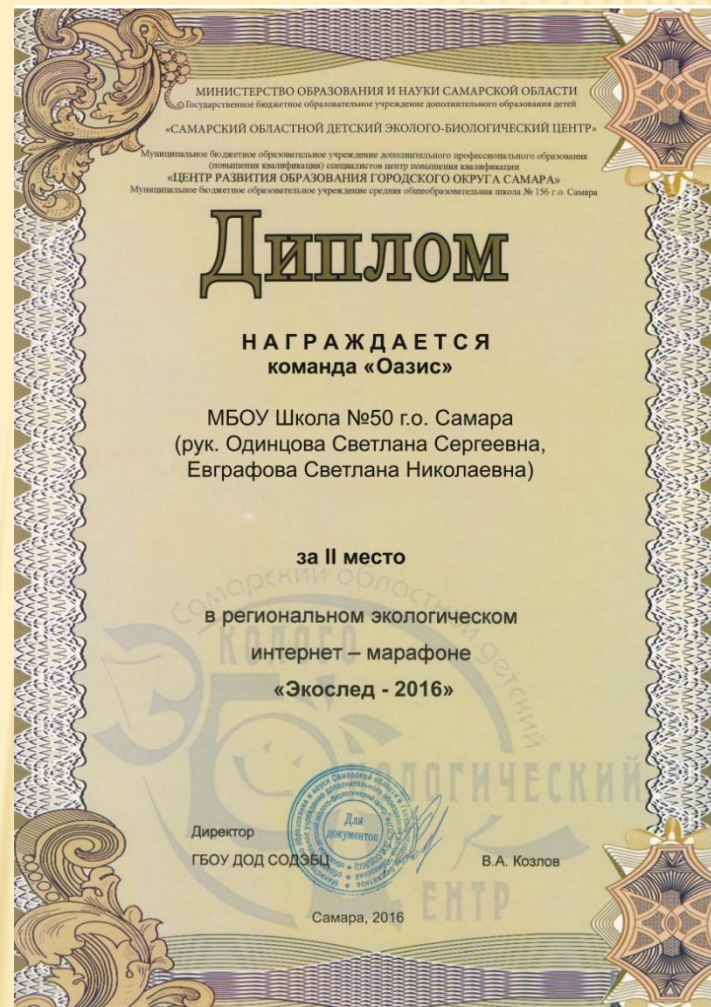 МИНИСТЕРСТВО ОБРАЗОВАНИЯ И НАУКИ САМАРСКОЙ ОБЛАСТИ
Государственное бюджетное образовательное учреждение дополнительного образования детей
«САМАРСКИЙ ОБЛАСТНОЙ ДЕТСКИЙ ЭКОЛОГО-БИОЛОГИЧЕСКИЙ ЦЕНТР»
Муниципальное бюджетное образовательное учреждение дополнительного профессионального образования
(повышения квалификации) специалистов центр повышения квалификации
«ЦЕНТР РАЗВИТИЯ ОБРАЗОВАНИЯ ГОРОДСКОГО ОКРУГА САМАРА»
Муниципальное бюджетное образовательное учреждение средняя общеобразовательная школа № 156 г.о. Самара
Диплом
НАГРАЖДАЕТСЯ
команда «Оазис»
МБОУ Школа №50 г.о. Самара
(рук. Одинцова Светлана Сергеевна,
Евграфова Светлана Николаевна)
за II место
Самарский областной детский
в региональном экологическом
интернет – марафоне
«Экослед - 2016»
Для
документов
Директор
ГБОУ ДОД СОДЭБЦ
В.А. Козлов
Самара, 2016